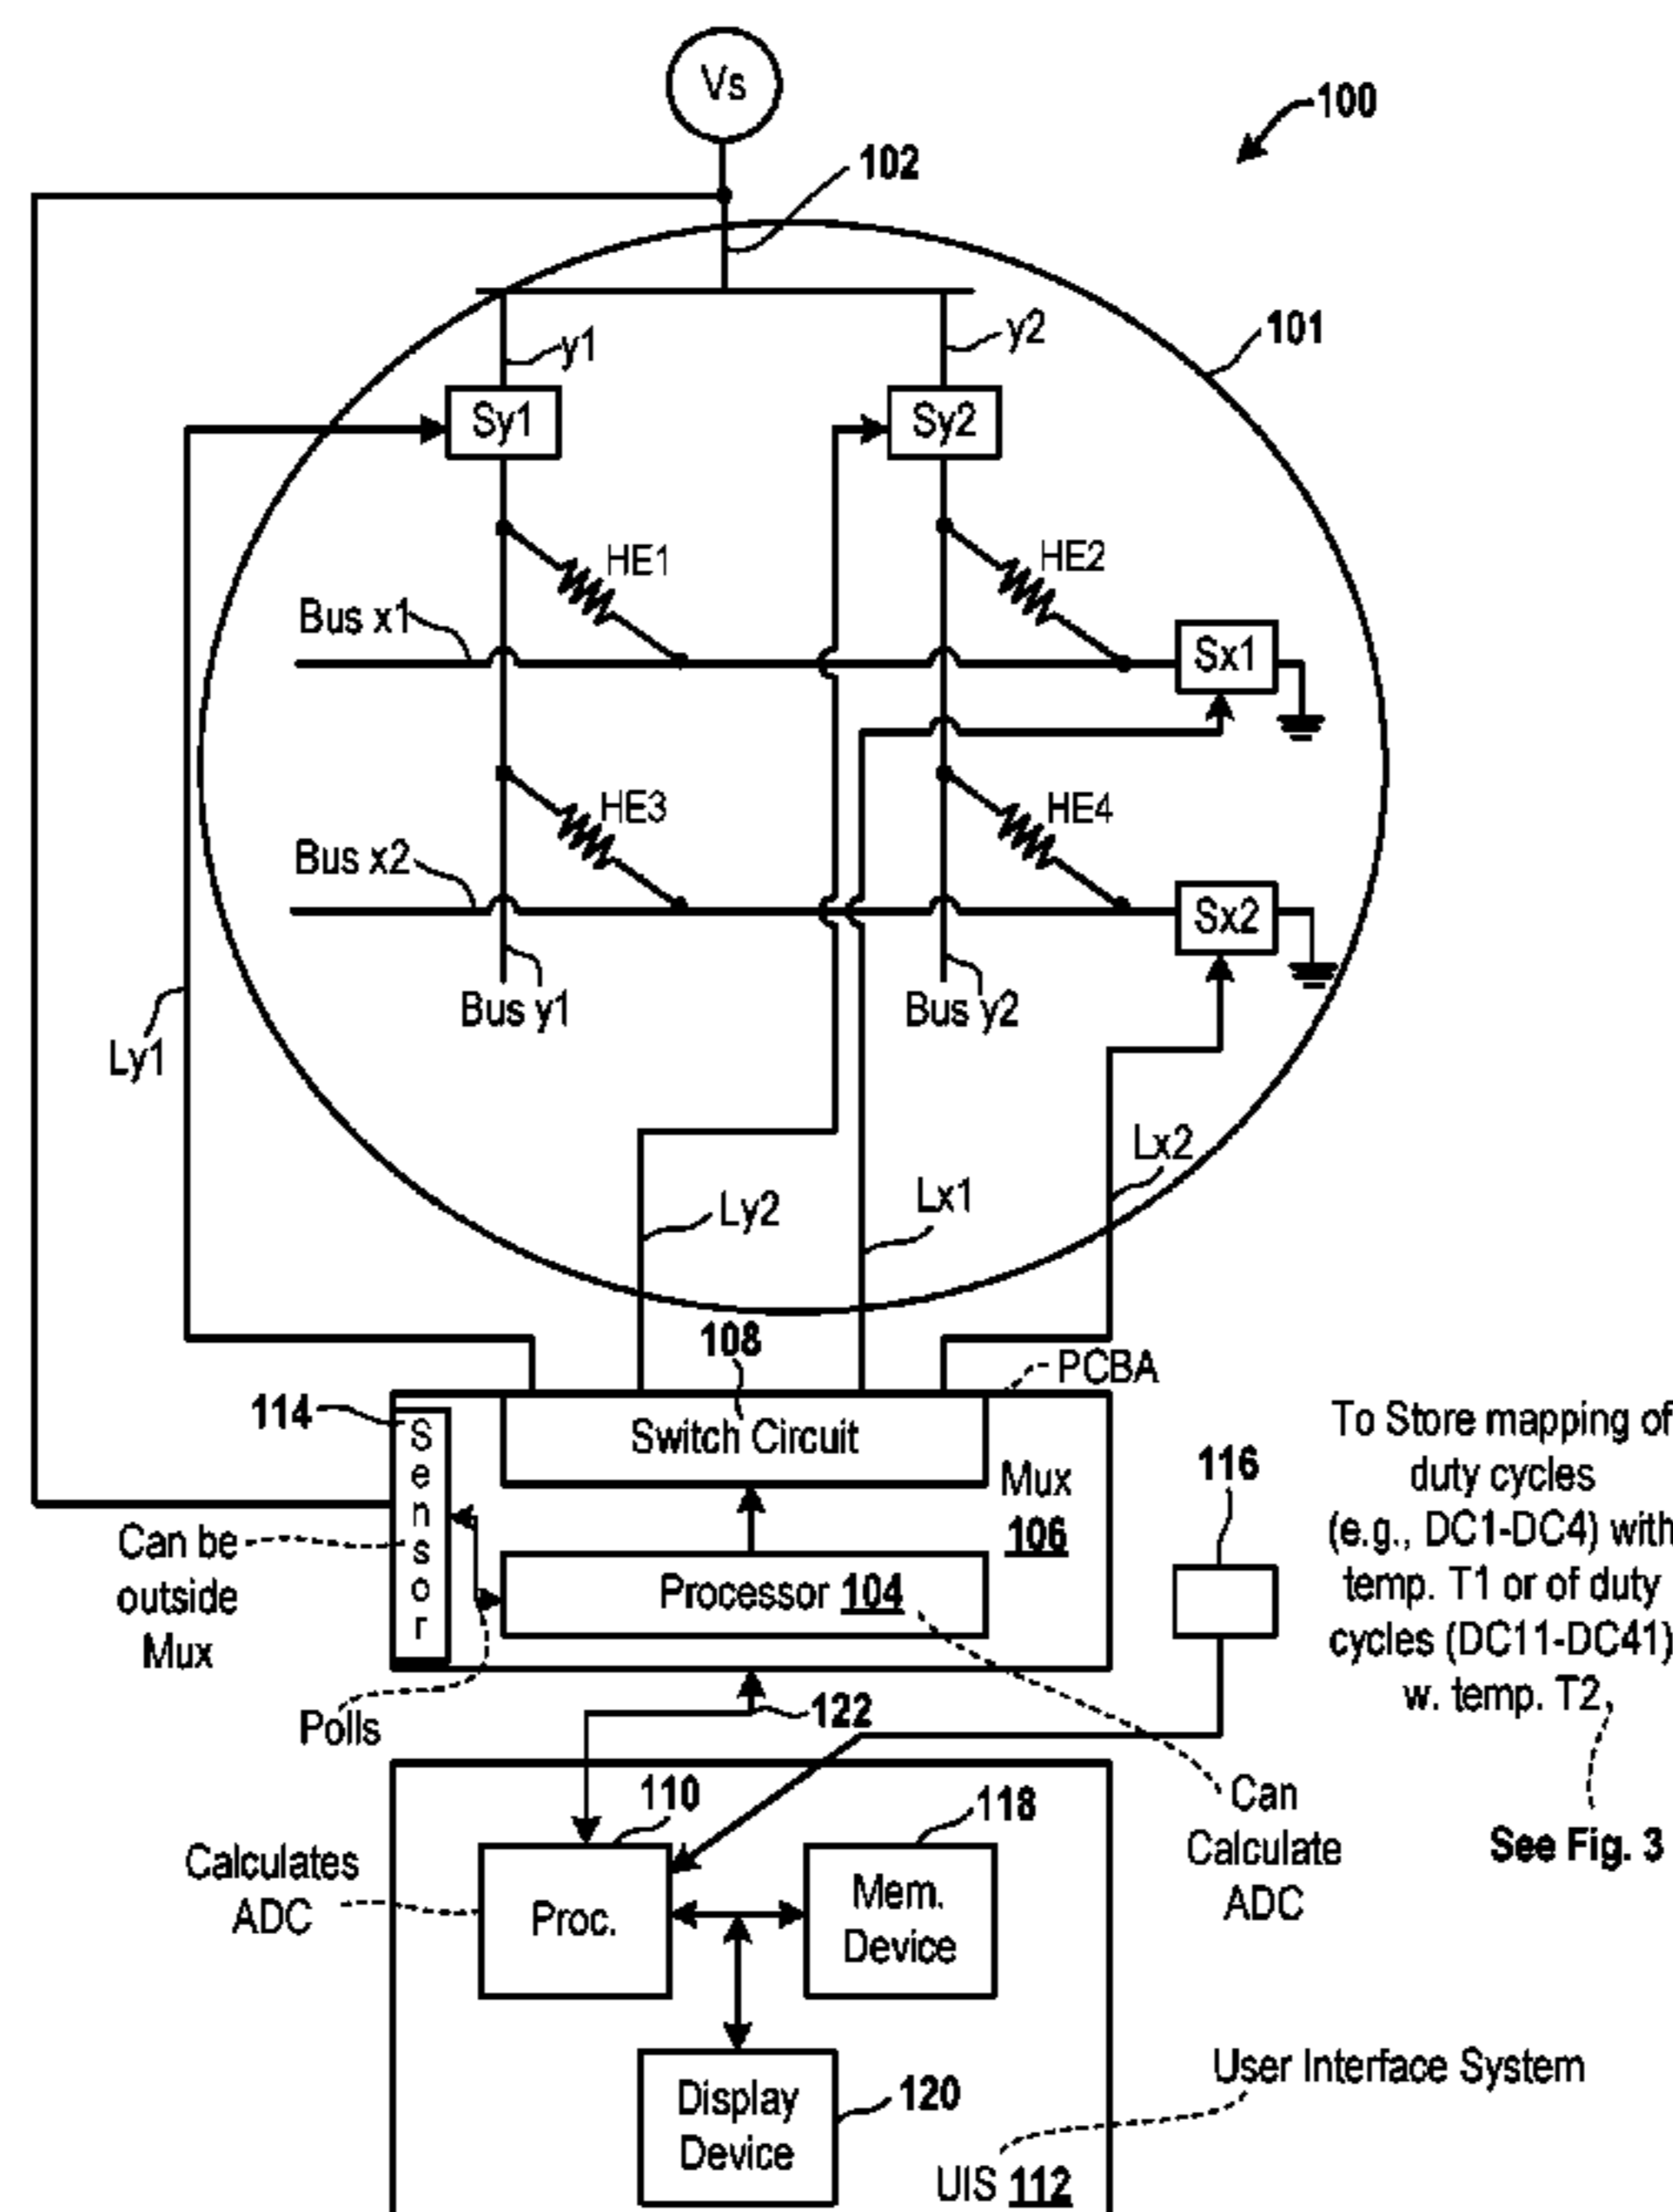 Vs
100
102
y1
y2
101
Sy1
Sy2
HE1
HE2
Bus x1
Sx1
HE3
HE4
Bus x2
Sx2
Bus y1
Bus y2
Ly1
Lx2
Ly2
Lx1
108
PCBA
114
Sensor
Switch Circuit
Mux
106
116
To Store mapping of
duty cycles
(e.g., DC1-DC4) with
temp. T1 or of duty
cycles (DC11-DC41)
w. temp. T2
Can be
outside
Mux
Processor 104
Polls
122
110
118
Can
Calculate
ADC
See Fig. 3
Calculates
ADC
Proc.
Mem.
Device
Display
Device
120
User Interface System
UIS 112